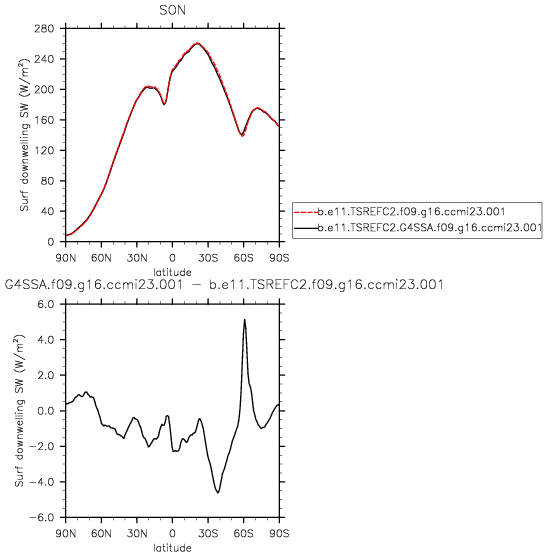 SON
Surf downwelling SW (W/m²)
280
240
200
160
120
80
40
0
90N 60N 30N 0 30S 60S 90S
latitude
b.e11.TSREFC2.f09.g16.ccmi23.001
b.e11.TSREFC2.G4SSA.f09.g16.ccmi23.001
G4SSA.f09.g16.ccmi23.001 − b.e11.TSREFC2.f09.g16.ccmi23.001
Surf downwelling SW (W/m²)
6.0
4.0
2.0
0.0
−2.0
−4.0
−6.0
90N 60N 30N 0 30S 60S 90S
latitude